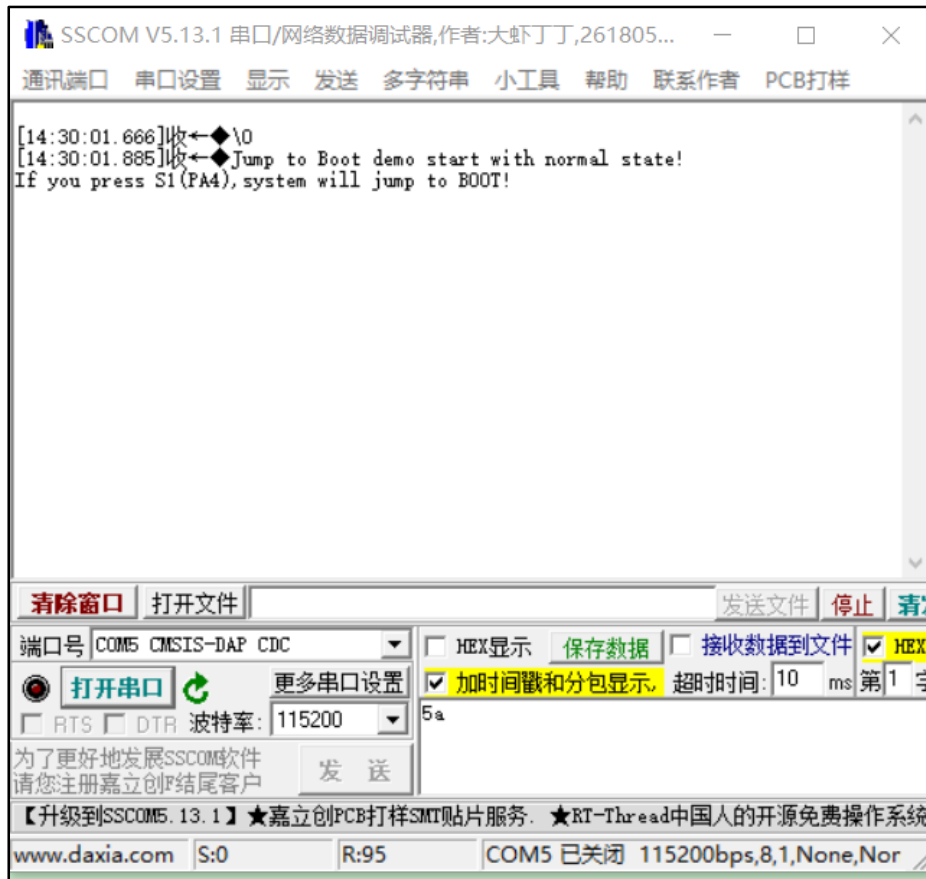 SSCOM V5.13.1 串口/网络数据调试器,作者:大虾丁丁,261805...
通讯端口 串口设置 显示 发送 多字符串 小工具 帮助 联系作者 PCB打样
[14:30:01.666]收←◆\0
[14:30:01.885]收←◆Jump to Boot demo start with normal state!
If you press S1(PA4),system will jump to BOOT!
清除窗口 打开文件 发送文件 停止
端口号 COM5 CMSIS-DAP CDC HEX显示 保存数据 接收数据到文件 HEX
打开串口 更多串口设置 加时间戳和分包显示, 超时时间: 10 ms 第 1
RTS DTR 波特率: 115200 5a
为了更好地发展SSCOM软件
请您注册嘉立创F结尾客户 发 送
【升级到SSCOM5.13.1】★嘉立创PCB打样SMT贴片服务. ★RT-Thread中国人的开源免费操作系统
www.daxia.com S:0 R:95 COM5 已关闭 115200bps,8,1,None,Nor